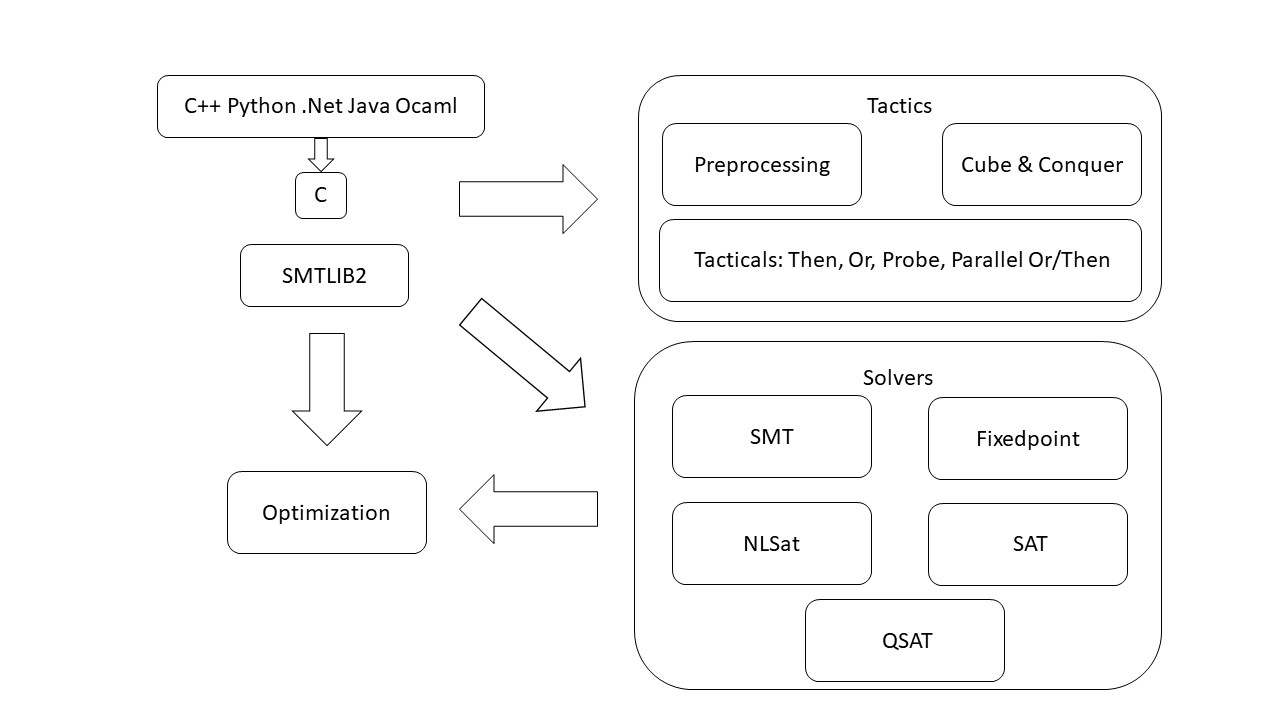 C++ Python .Net Java Ocaml
C
SMTLIB2
Optimization
Tactics
Preprocessing
Cube & Conquer
Tacticals: Then, Or, Probe, Parallel Or/Then
Solvers
SMT
Fixedpoint
NLSat
SAT
QSAT